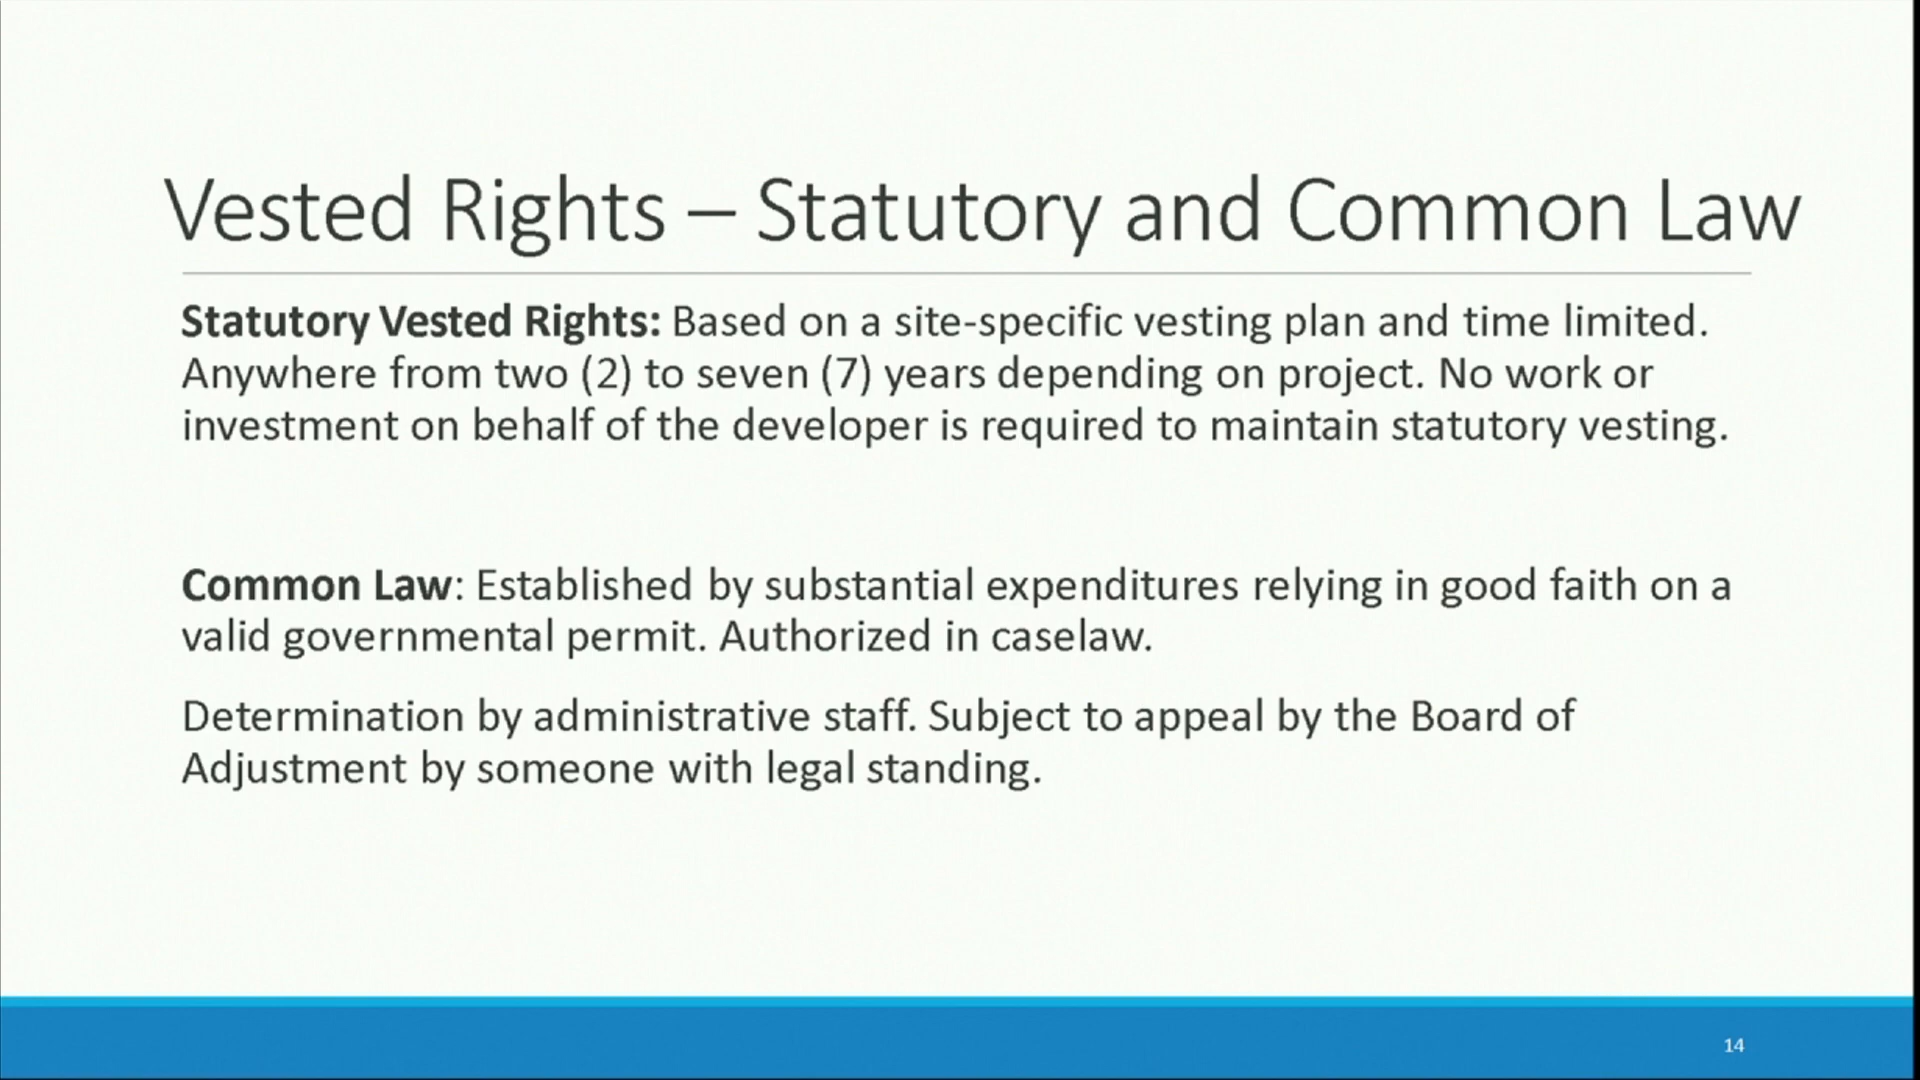 Vested Rights – Statutory and Common Law
Statutory Vested Rights: Based on a site-specific vesting plan and time limited.
Anywhere from two (2) to seven (7) years depending on project. No work or
investment on behalf of the developer is required to maintain statutory vesting.
Common Law: Established by substantial expenditures relying in good faith on a
valid governmental permit. Authorized in caselaw.
Determination by administrative staff. Subject to appeal by the Board of
Adjustment by someone with legal standing.
14